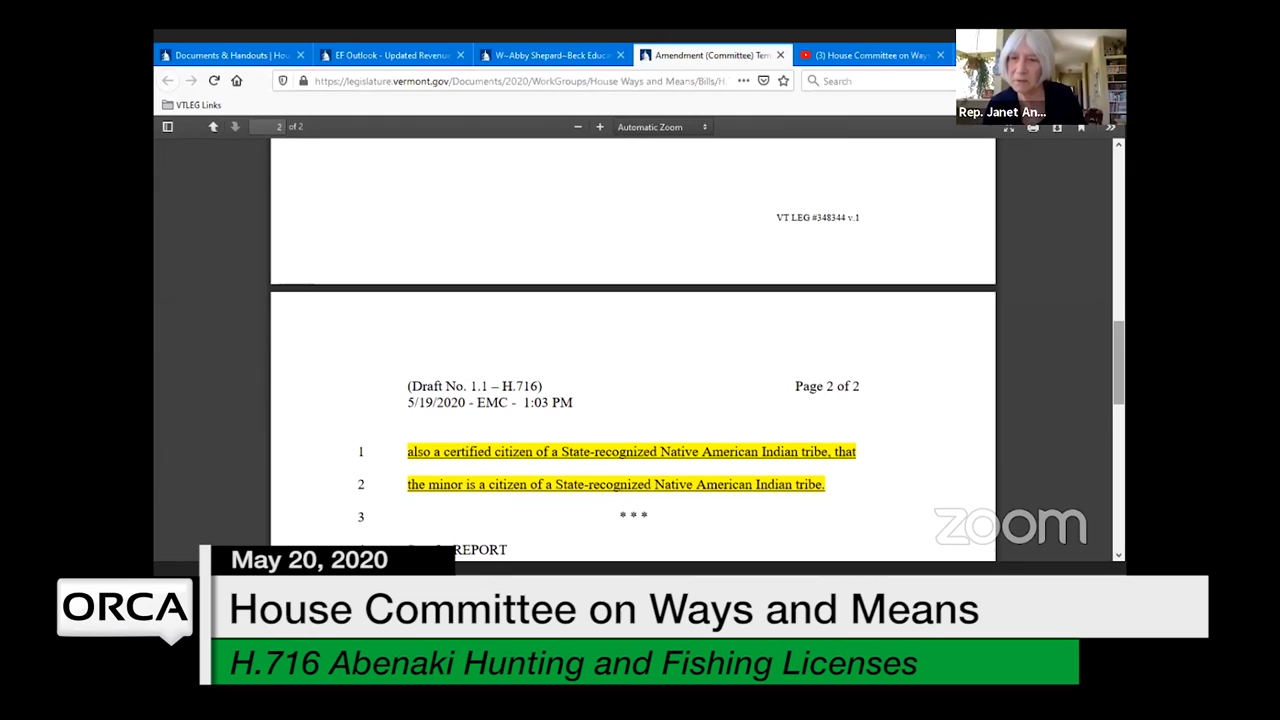 Documents & Handouts | Hou
EF Outlook - Updated Revenue
W~Abby Shepard~Beck Educ
Amendment (Committee) Tem
(3) House Committee on Ways
https://legislature.vermont.gov/Documents/2020/WorkGroups/House Ways and Means/Bills/H
Search
VTLEG Links
2 of 2
Automatic Zoom
Rep. Janet An...
VT LEG #348344 v.1
(Draft No. 1.1 – H.716)
Page 2 of 2
5/19/2020 - EMC - 1:03 PM
1 also a certified citizen of a State-recognized Native American Indian tribe, that
2 the minor is a citizen of a State-recognized Native American Indian tribe.
3 * * *
REPORT
zoom
May 20, 2020
ORCA
House Committee on Ways and Means
H.716 Abenaki Hunting and Fishing Licenses